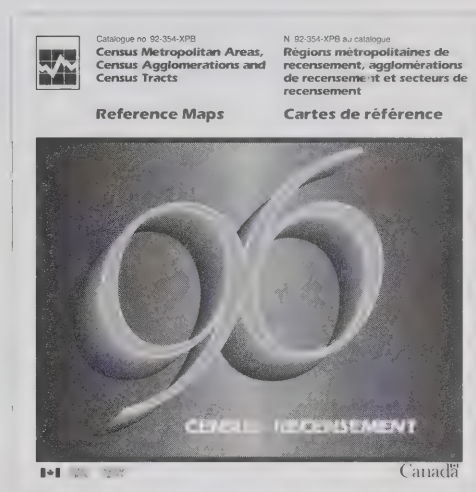 Catalogue no. 92-354-XPB
Census Metropolitan Areas,
Census Agglomerations and
Census Tracts
Reference Maps
N 92-354-XPB au catalogue
Régions métropolitaines de
recensement, agglomérations
de recensement et secteurs de
recensement
Cartes de référence
96
CENSUS RECENSEMENT
Canada